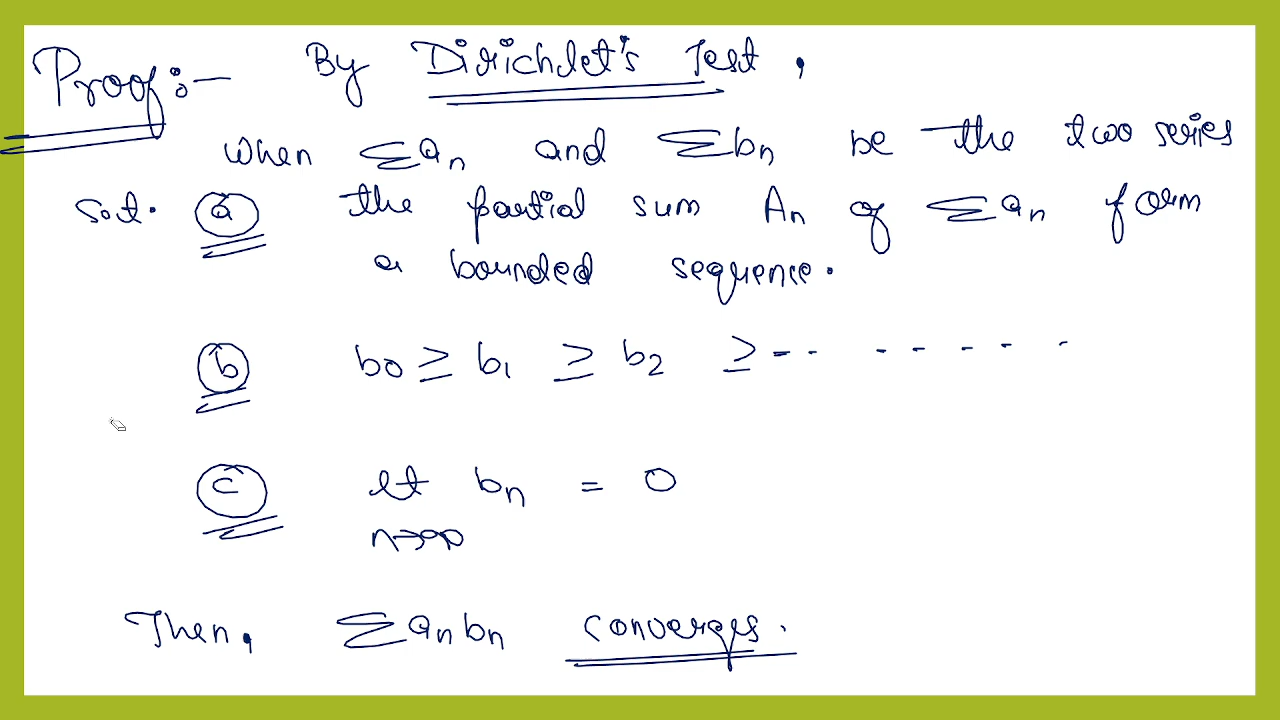 Proof:- By Dirichlet's Test,
when Σan and Σbn be the two series
s.t. (a) the partial sum An of Σan form
a bounded sequence.
(b) b0 ≥ b1 ≥ b2 ≥ -- - - - - -
(c) lt bn = 0
n→∞
Then, Σanbn converges.